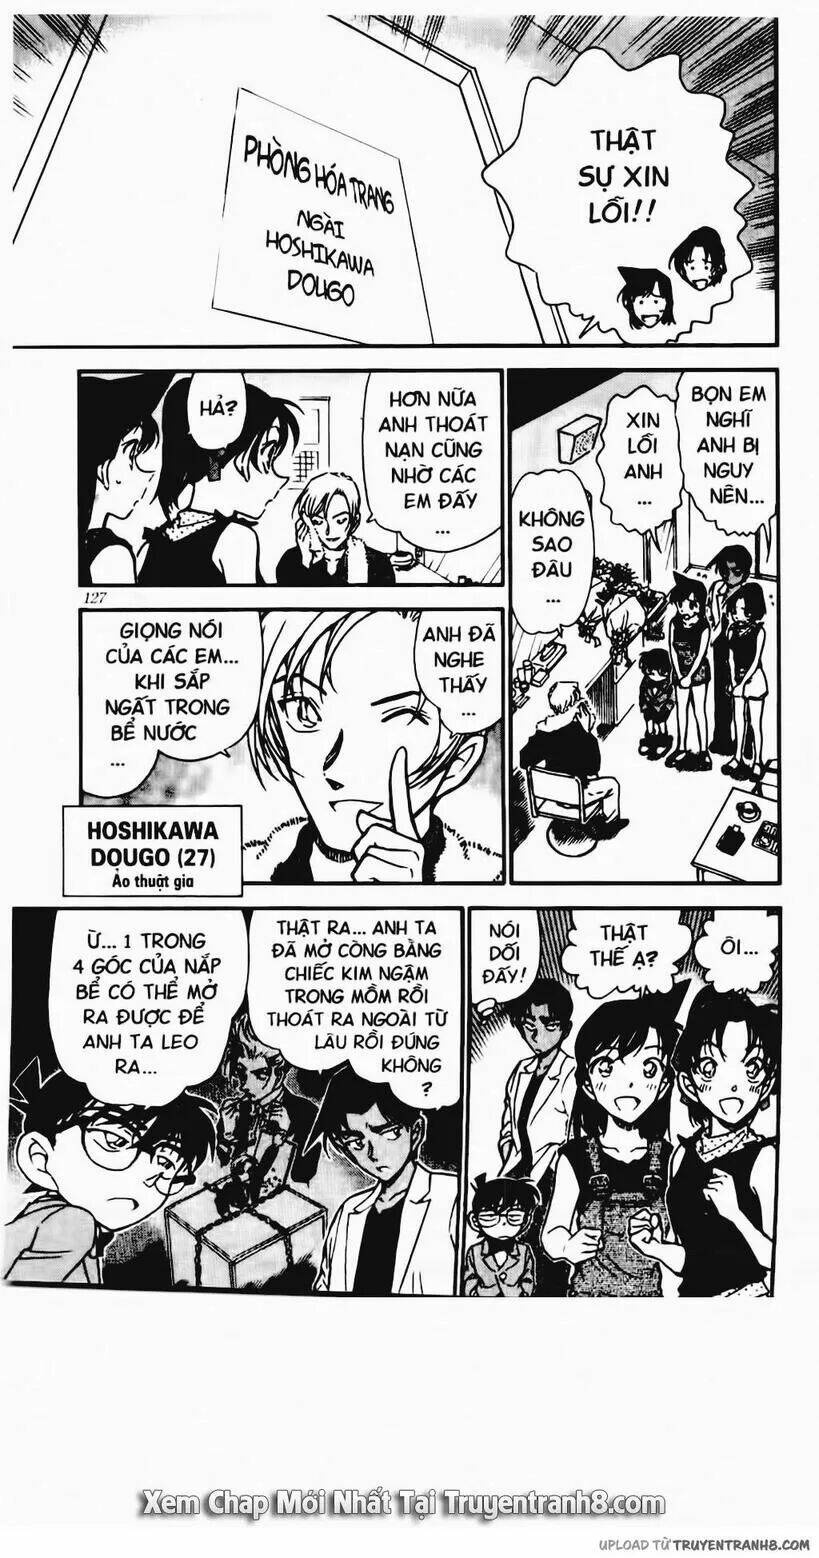 THẬT
SỰ XIN
LỖI!!
PHÒNG HÓA TRANG
NGÀI
HOSHIKAWA
DOUGO
BỌN EM
NGHĨ
ANH BỊ
NGUY
NÊN...
XIN
LỖI
ANH
...
KHÔNG
SAO
ĐÂU
...
HƠN NỮA
ANH THOÁT
NẠN CŨNG
NHỜ CÁC
EM ĐẤY
...
HẢ?
127
ANH ĐÃ
NGHE
THẤY
...
GIỌNG NÓI
CỦA CÁC EM...
KHI SẮP
NGẤT TRONG
BỂ NƯỚC
...
HOSHIKAWA
DOUGO (27)
Ảo thuật gia
ÔI...
THẬT
THẾ Ạ?
NÓI
DỐI
ĐẤY!
THẬT RA... ANH TA
ĐÃ MỞ CÒNG BẰNG
CHIẾC KIM NGẬM
TRONG MỒM RỒI
THOÁT RA NGOÀI TỪ
LÂU RỒI ĐÚNG
KHÔNG
?
Ừ... 1 TRONG
4 GÓC CỦA NẮP
BỂ CÓ THỂ MỞ
RA ĐƯỢC ĐỂ
ANH TA LEO
RA...
Xem Chap Mới Nhất Tại Truyentranh8.com
UPLOAD TỪ TRUYENTRANH8.COM